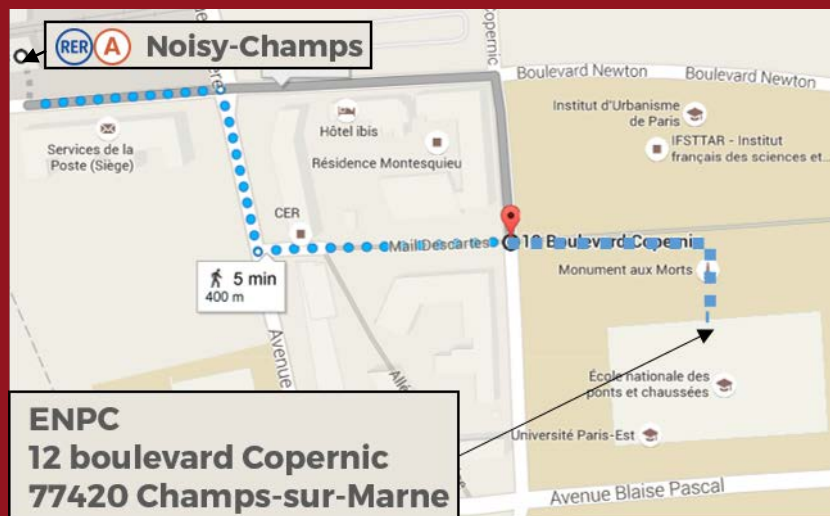 RER A Noisy-Champs
Copernic
Boulevard Newton
Boulevard Newton
Institut d'Urbanisme
de Paris
IFSTTAR - Institut
français des sciences et...
Hôtel ibis
Services de la
Poste (Siège)
Résidence Montesquieu
CER
Mail Descartes
12 Boulevard Copernic
Monument aux Morts
5 min
400 m
Avenue
École nationale des
ponts et chaussées
Université Paris-Est
Avenue Blaise Pascal
ENPC
12 boulevard Copernic
77420 Champs-sur-Marne